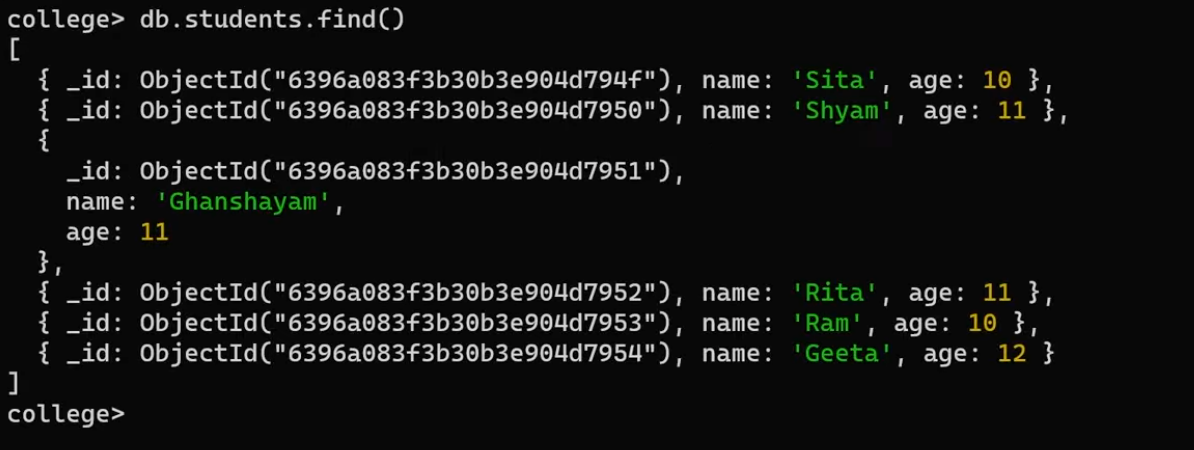 college> db.students.find()
[
  { _id: ObjectId("6396a083f3b30b3e904d794f"), name: 'Sita', age: 10 },
  { _id: ObjectId("6396a083f3b30b3e904d7950"), name: 'Shyam', age: 11 },
  {
    _id: ObjectId("6396a083f3b30b3e904d7951"),
    name: 'Ghanshayam',
    age: 11
  },
  { _id: ObjectId("6396a083f3b30b3e904d7952"), name: 'Rita', age: 11 },
  { _id: ObjectId("6396a083f3b30b3e904d7953"), name: 'Ram', age: 10 },
  { _id: ObjectId("6396a083f3b30b3e904d7954"), name: 'Geeta', age: 12 }
]
college>